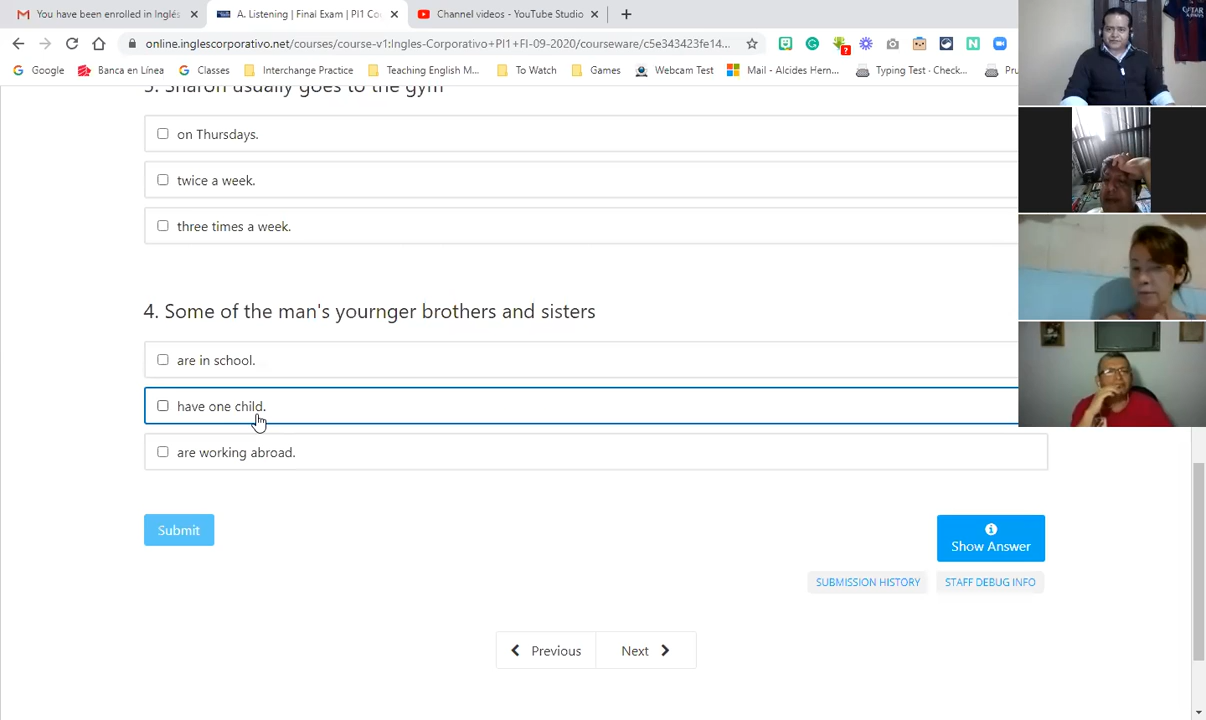 You have been enrolled in Inglés
A. Listening | Final Exam | PI1 Co
Channel videos - YouTube Studio
online.inglescorporativo.net/courses/course-v1:Ingles-Corporativo+PI1+FI-09-2020/courseware/c5e343423fe14...
Google
Banca en Línea
Classes
Interchange Practice
Teaching English M...
To Watch
Games
Webcam Test
Mail - Alcides Hern...
Typing Test · Check...
Pru
3. Sharon usually goes to the gym
on Thursdays.
twice a week.
three times a week.
4. Some of the man's yournger brothers and sisters
are in school.
have one child.
are working abroad.
Submit
Show Answer
SUBMISSION HISTORY
STAFF DEBUG INFO
Previous
Next